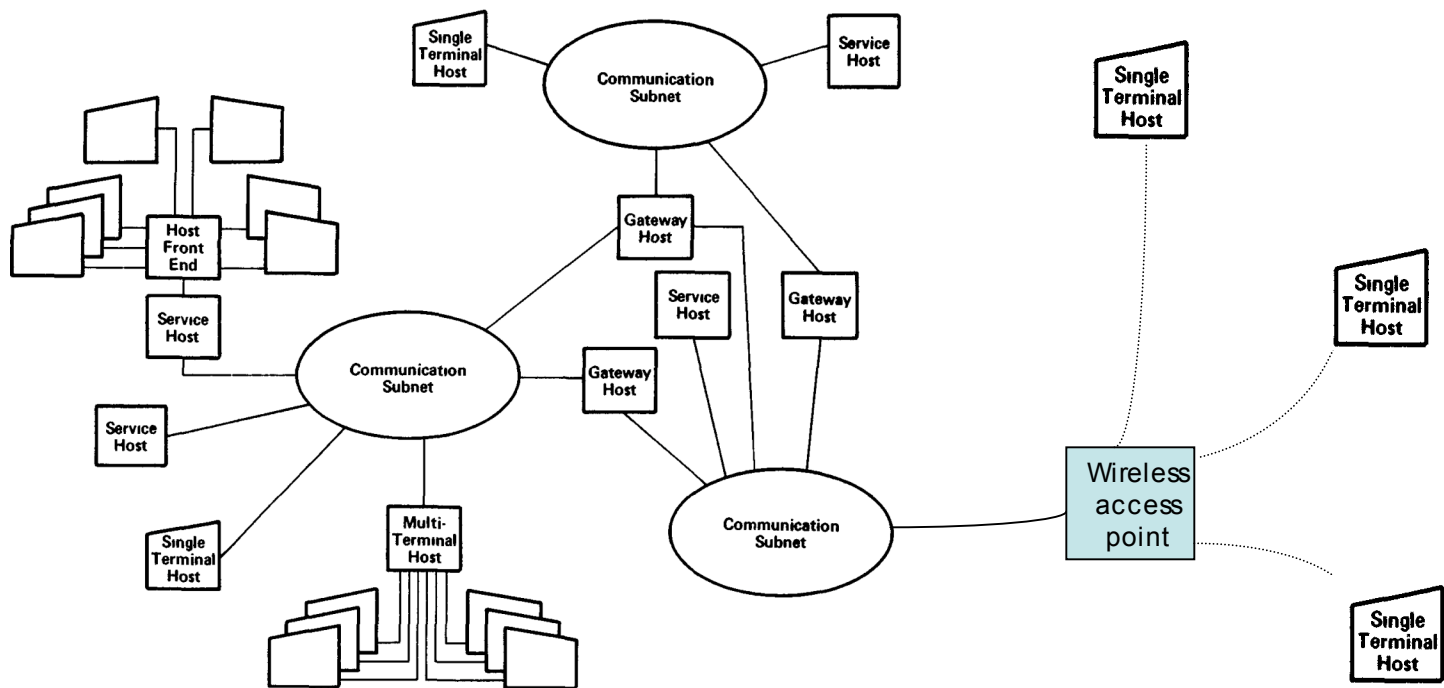 Single
Terminal
Host
Communication
Subnet
Service
Host
Single
Terminal
Host
Host
Front
End
Gateway
Host
Service
Host
Service
Host
Gateway
Host
Single
Terminal
Host
Communication
Subnet
Gateway
Host
Service
Host
Wireless
access
point
Multi-
Terminal
Host
Communication
Subnet
Single
Terminal
Host
Single
Terminal
Host